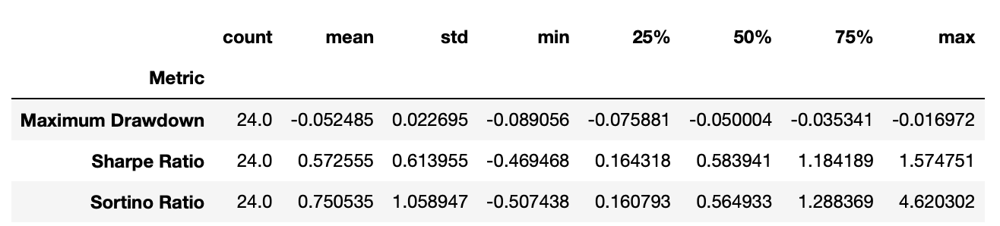 count mean std min 25% 50% 75% max
Metric
Maximum Drawdown 24.0 -0.052485 0.022695 -0.089056 -0.075881 -0.050004 -0.035341 -0.016972
Sharpe Ratio 24.0 0.572555 0.613955 -0.469468 0.164318 0.583941 1.184189 1.574751
Sortino Ratio 24.0 0.750535 1.058947 -0.507438 0.160793 0.564933 1.288369 4.620302